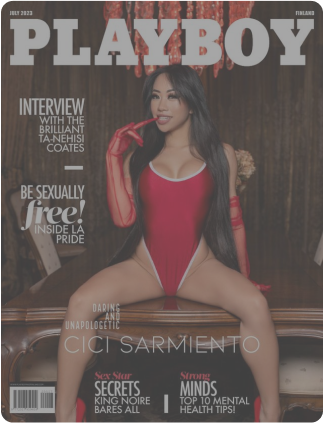 JULY 2023
FINLAND
PLAYBOY
INTERVIEW
WITH THE
BRILLIANT
TA-NEHISI
COATES
BE SEXUALLY
free!
INSIDE LA
PRIDE
DARING
AND
UNAPOLOGETIC
CICI SARMIENTO
Sex Star
SECRETS
KING NOIRE
BARES ALL
Strong
MINDS
TOP 10 MENTAL
HEALTH TIPS!